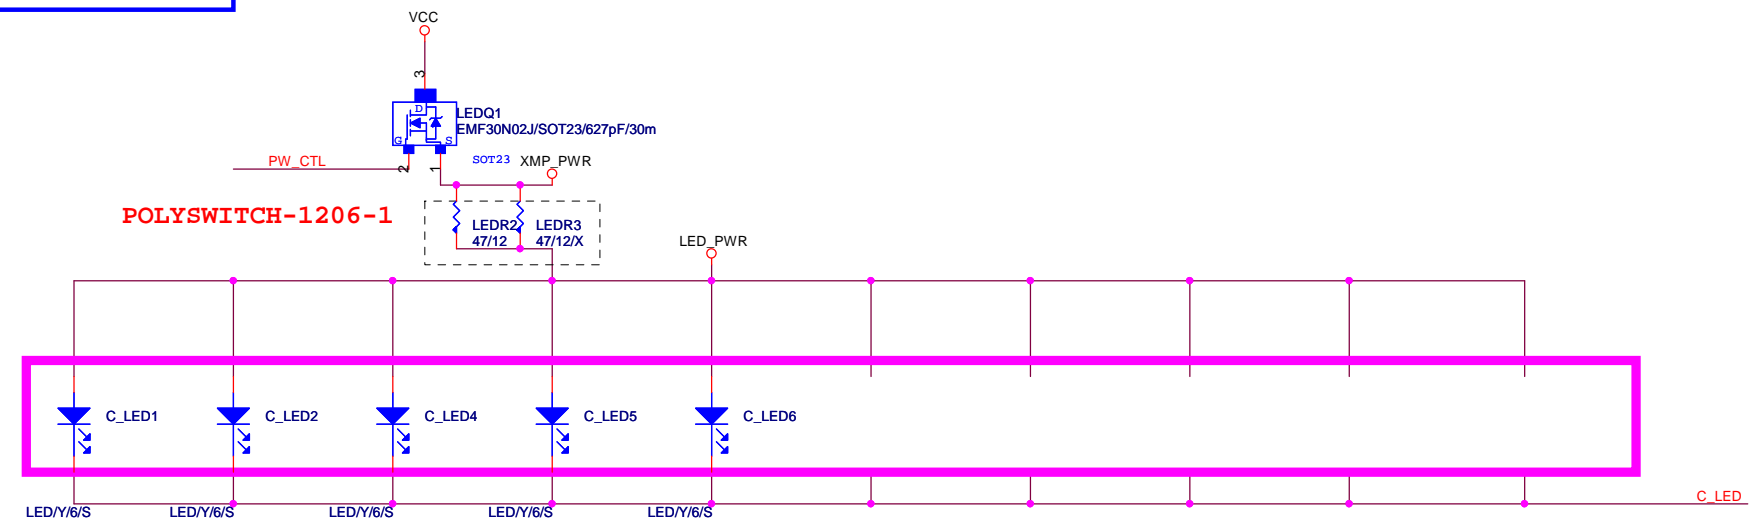 VCC
3
D
LEDQ1
EMF30N02J/SOT23/627pF/30m
G
S
PW_CTL
2
1
SOT23
XMP_PWR
POLYSWITCH-1206-1
LEDR2
47/12
LEDR3
47/12/X
LED_PWR
C_LED1
C_LED2
C_LED4
C_LED5
C_LED6
C_LED
LED/Y/6/S
LED/Y/6/S
LED/Y/6/S
LED/Y/6/S
LED/Y/6/S